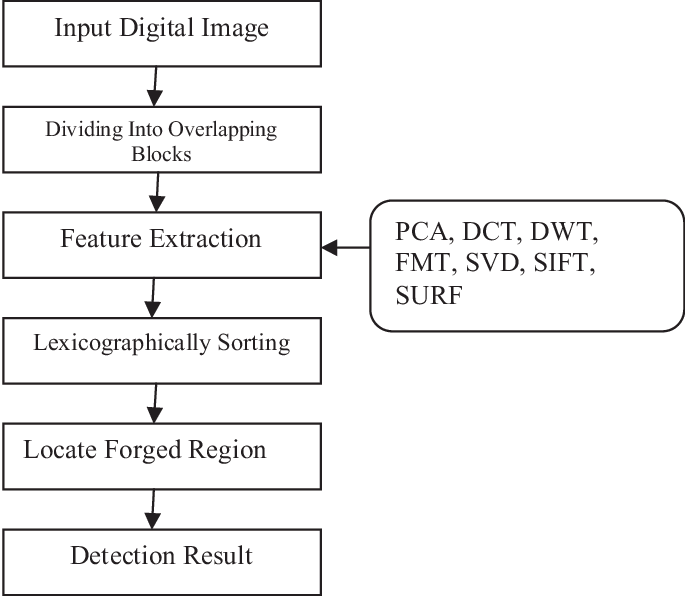 Input Digital Image
Dividing Into Overlapping
Blocks
Feature Extraction
PCA, DCT, DWT,
FMT, SVD, SIFT,
SURF
Lexicographically Sorting
Locate Forged Region
Detection Result